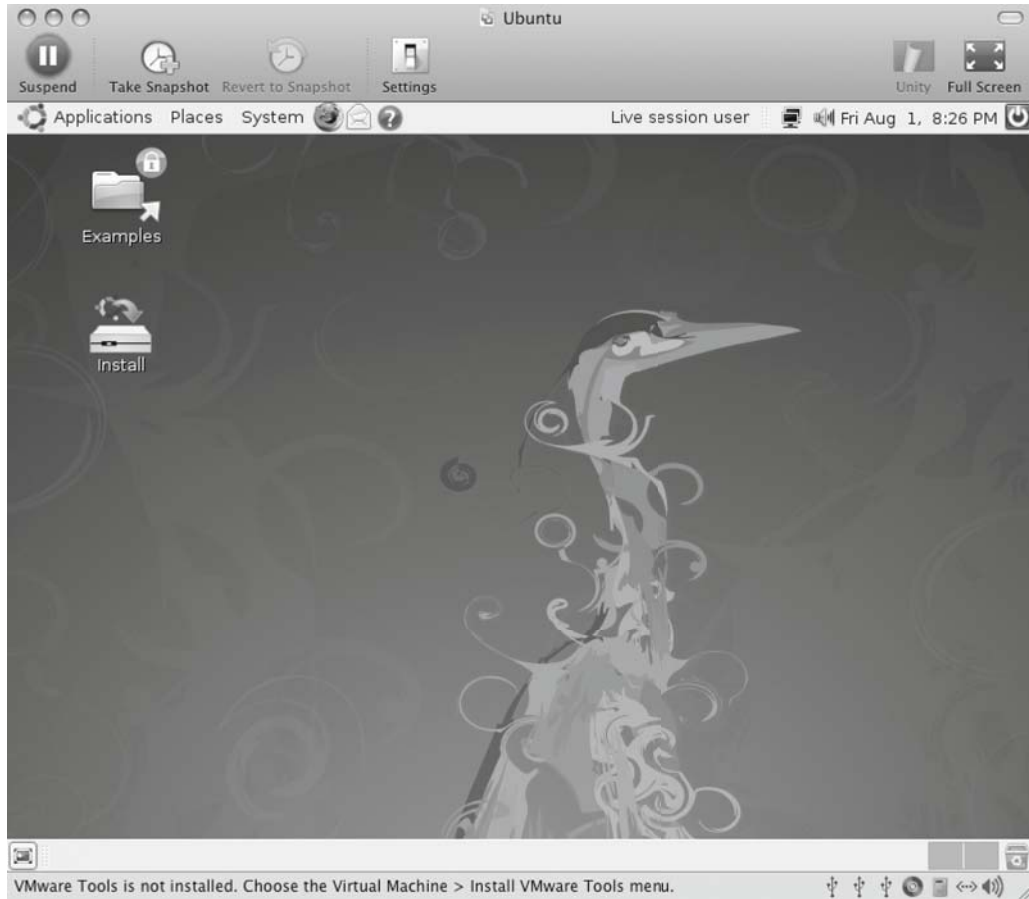 Ubuntu
Suspend Take Snapshot Revert to Snapshot Settings Unity Full Screen
Applications Places System Live session user Fri Aug 1, 8:26 PM
Examples
Install
VMware Tools is not installed. Choose the Virtual Machine > Install VMware Tools menu.